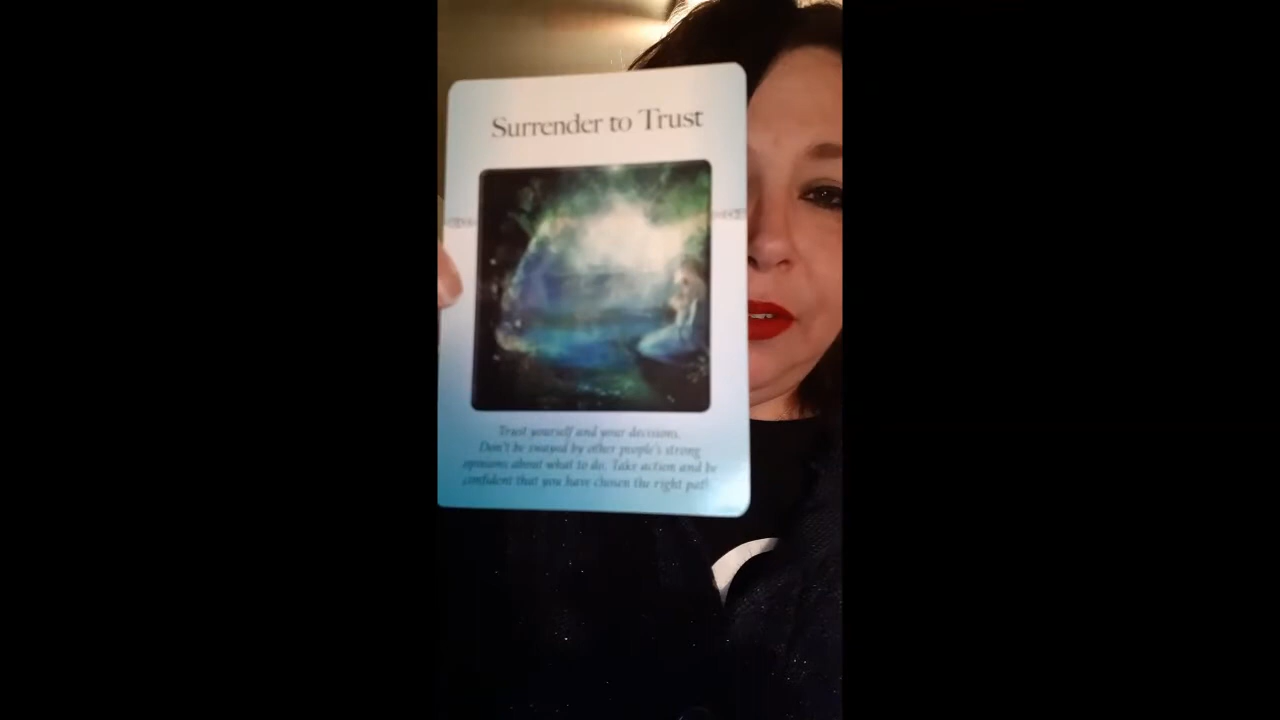 Surrender to Trust
Trust yourself and your decisions.
Don't be swayed by other people's strong
opinions about what to do. Take action and be
confident that you have chosen the right path